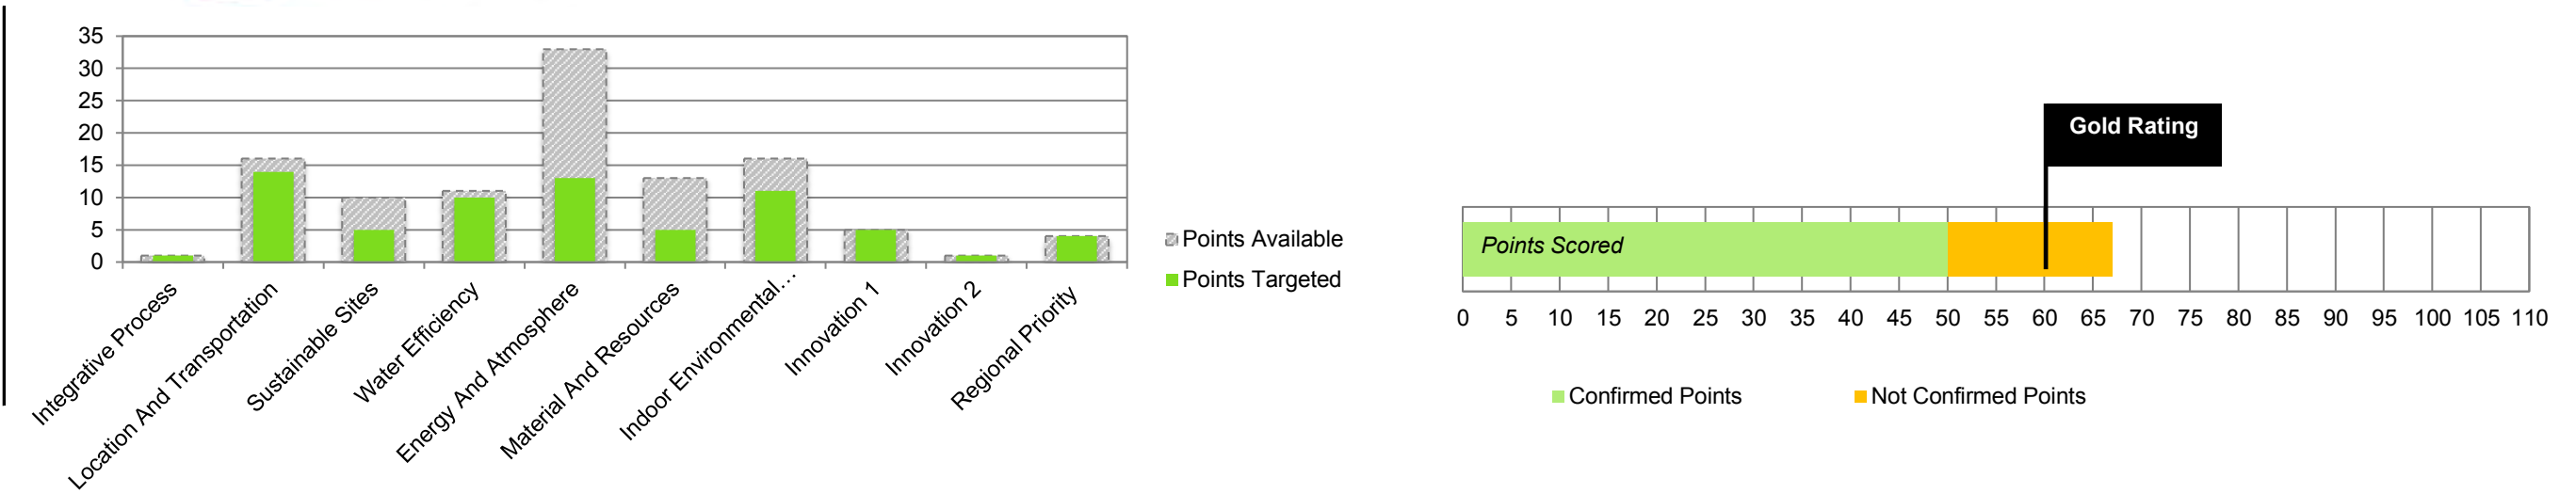 35
30
25
20
15
10
5
0
Integrative Process
Location And Transportation
Sustainable Sites
Water Efficiency
Energy And Atmosphere
Material And Resources
Indoor Environmental…
Innovation 1
Innovation 2
Regional Priority
Points Available
Points Targeted
Gold Rating
Points Scored
0 5 10 15 20 25 30 35 40 45 50 55 60 65 70 75 80 85 90 95 100 105 110
Confirmed Points Not Confirmed Points